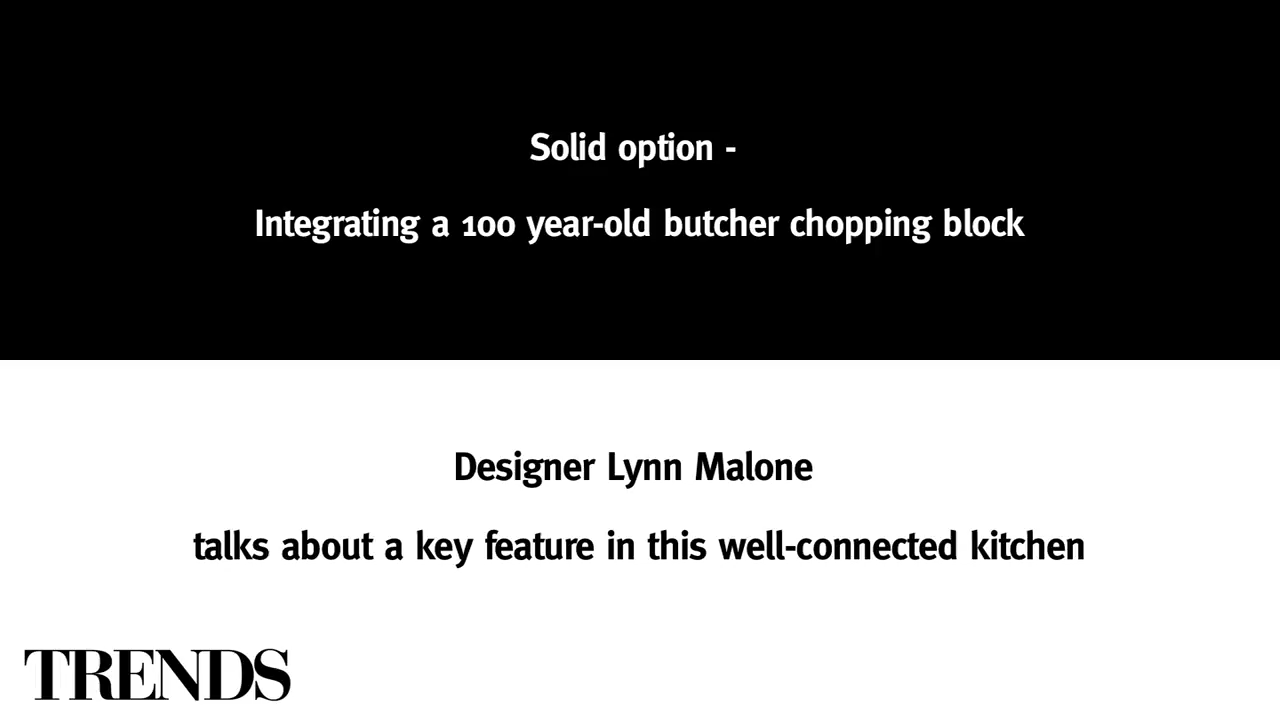 Solid option -
Integrating a 100 year-old butcher chopping block
Designer Lynn Malone
talks about a key feature in this well-connected kitchen
TRENDS